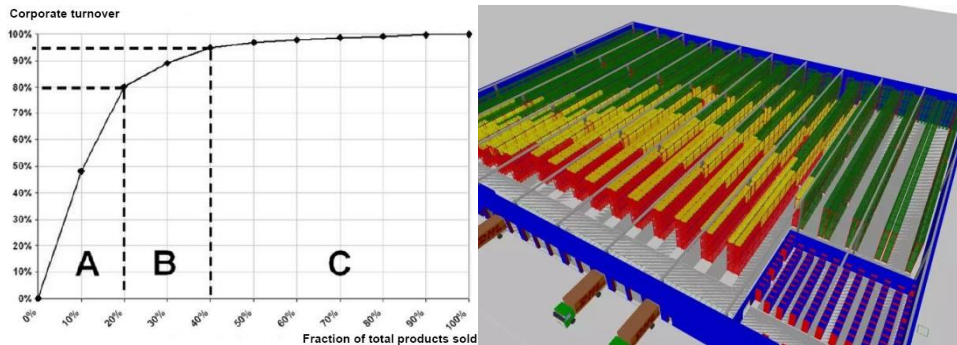 Corporate turnover
100%
90%
80%
70%
60%
50%
40%
30%
20%
10%
0%
A B C
0% 10% 20% 30% 40% 50% 60% 70% 80% 90% 100%
Fraction of total products sold